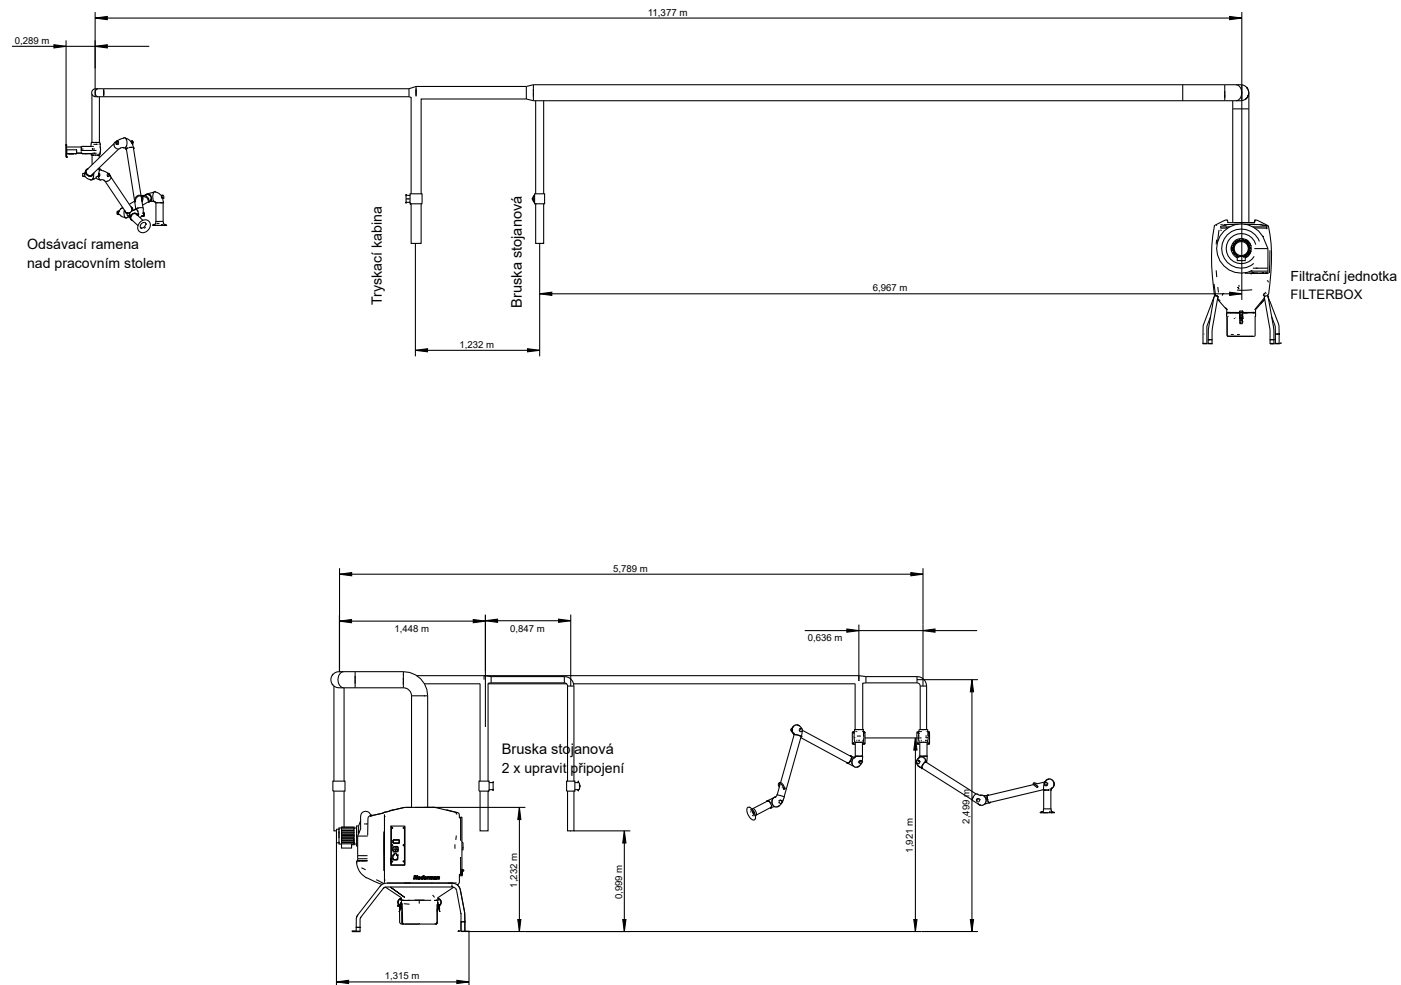 11,377 m
0,289 m
Odsávací ramena
nad pracovním stolem
Tryskací kabina
Bruska stojanová
6,967 m
Filtrační jednotka
FILTERBOX
1,232 m
5,789 m
1,448 m
0,847 m
0,636 m
Bruska stojanová
2 x upravit připojení
2,499 m
1,921 m
1,232 m
0,999 m
Nederman
1,315 m